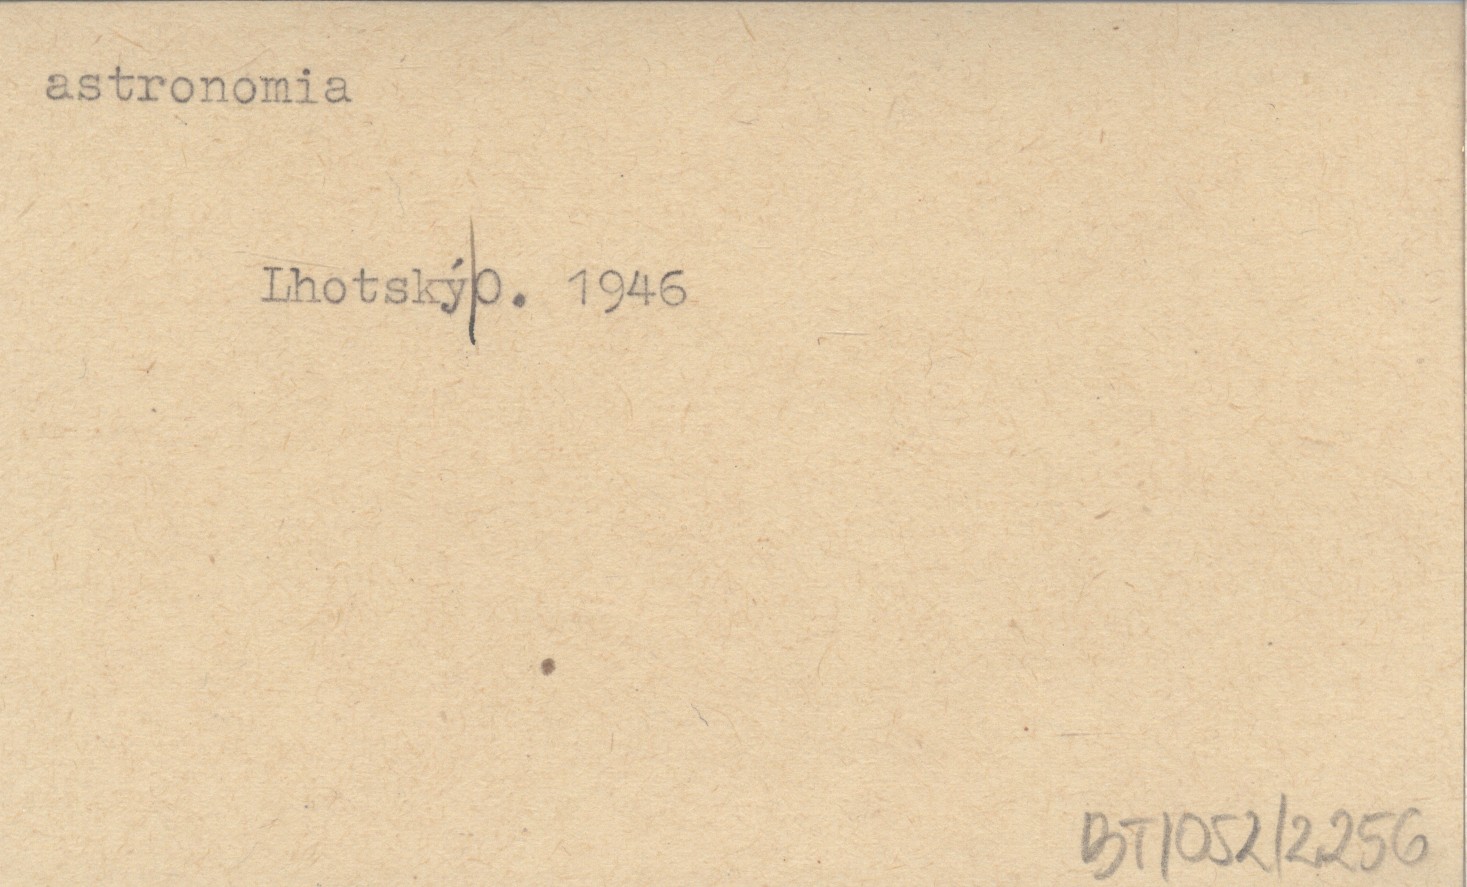 astronomia
Lhotský|O. 1946
BT/052/2256